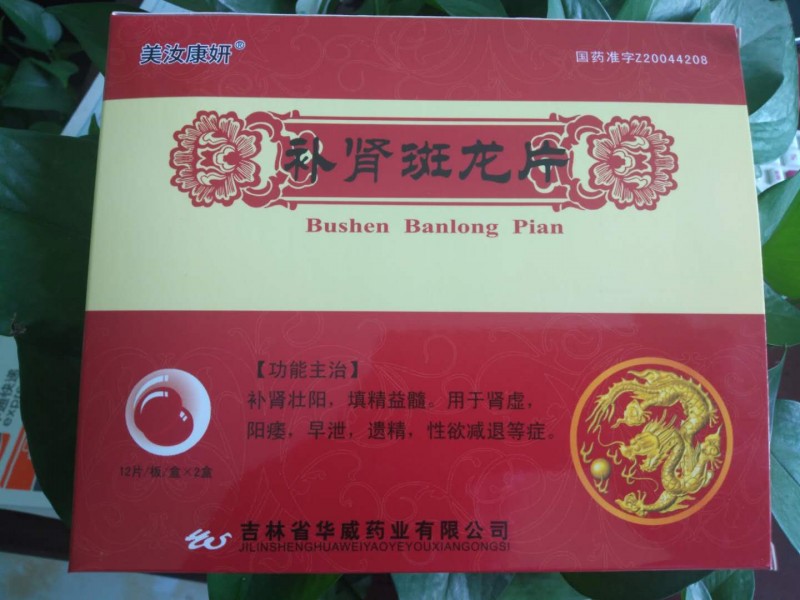 美汝康妍®
国药准字Z20044208
补肾斑龙片
Bushen Banlong Pian
【功能主治】
补肾壮阳，填精益髓。用于肾虚，
阳痿，早泄，遗精，性欲减退等症。
12片/板/盒×2盒
吉林省华威药业有限公司
JILINSHENGHUAWEIYAOYEYOUXIANGONGSI